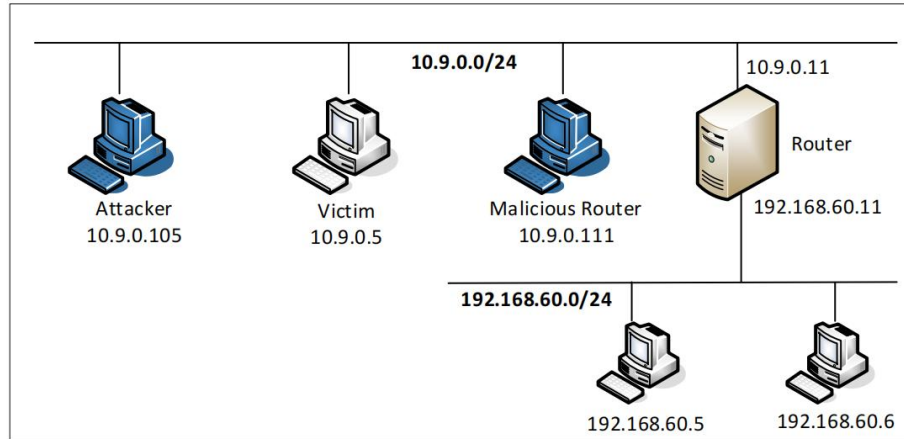 10.9.0.0/24
10.9.0.11
Router
Attacker
10.9.0.105
Victim
10.9.0.5
Malicious Router
10.9.0.111
192.168.60.11
192.168.60.0/24
192.168.60.5
192.168.60.6